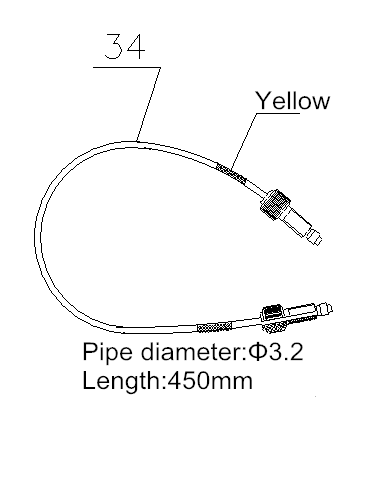 34
Yellow
Pipe diameter:Φ3.2
Length:450mm